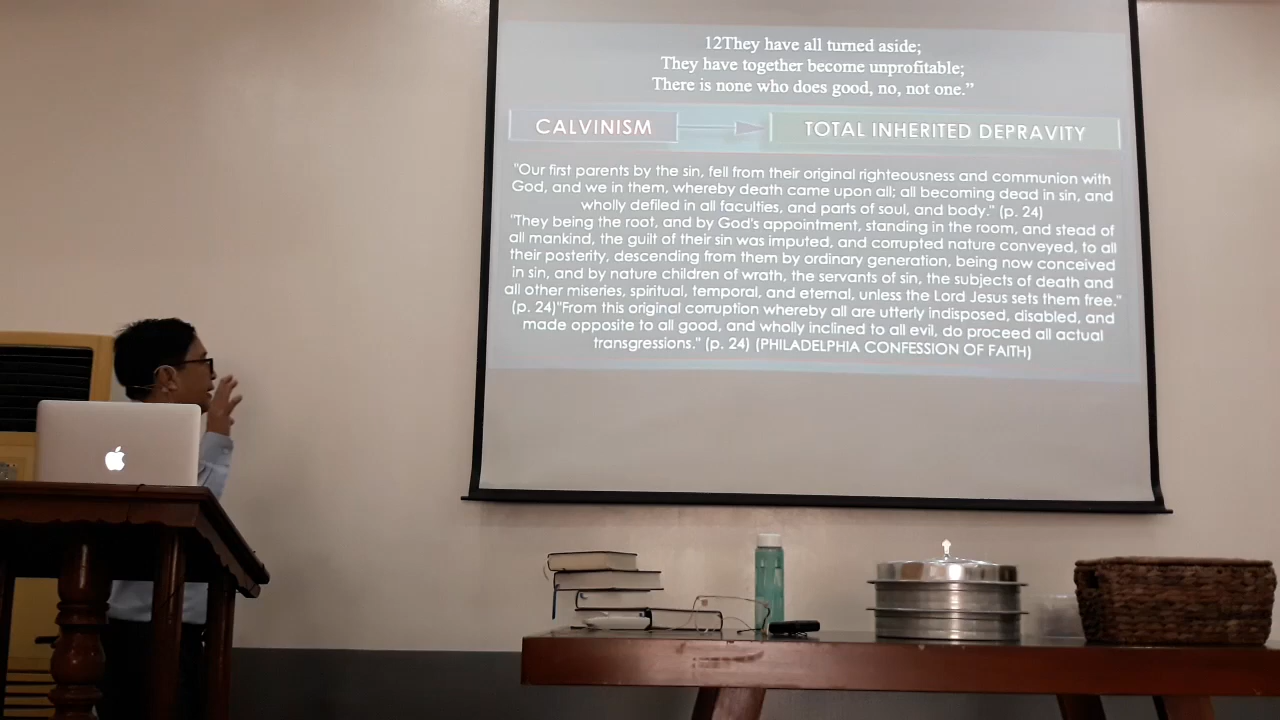 12They have all turned aside;
They have together become unprofitable;
There is none who does good, no, not one.”
CALVINISM
TOTAL INHERITED DEPRAVITY
"Our first parents by the sin, fell from their original righteousness and communion with
God, and we in them, whereby death came upon all; all becoming dead in sin, and
wholly defiled in all faculties, and parts of soul, and body." (p. 24)
"They being the root, and by God's appointment, standing in the room, and stead of
all mankind, the guilt of their sin was imputed, and corrupted nature conveyed, to all
their posterity, descending from them by ordinary generation, being now conceived
in sin, and by nature children of wrath, the servants of sin, the subjects of death and
all other miseries, spiritual, temporal, and eternal, unless the Lord Jesus sets them free."
(p. 24)"From this original corruption whereby all are utterly indisposed, disabled, and
made opposite to all good, and wholly inclined to all evil, do proceed all actual
transgressions." (p. 24) (PHILADELPHIA CONFESSION OF FAITH)